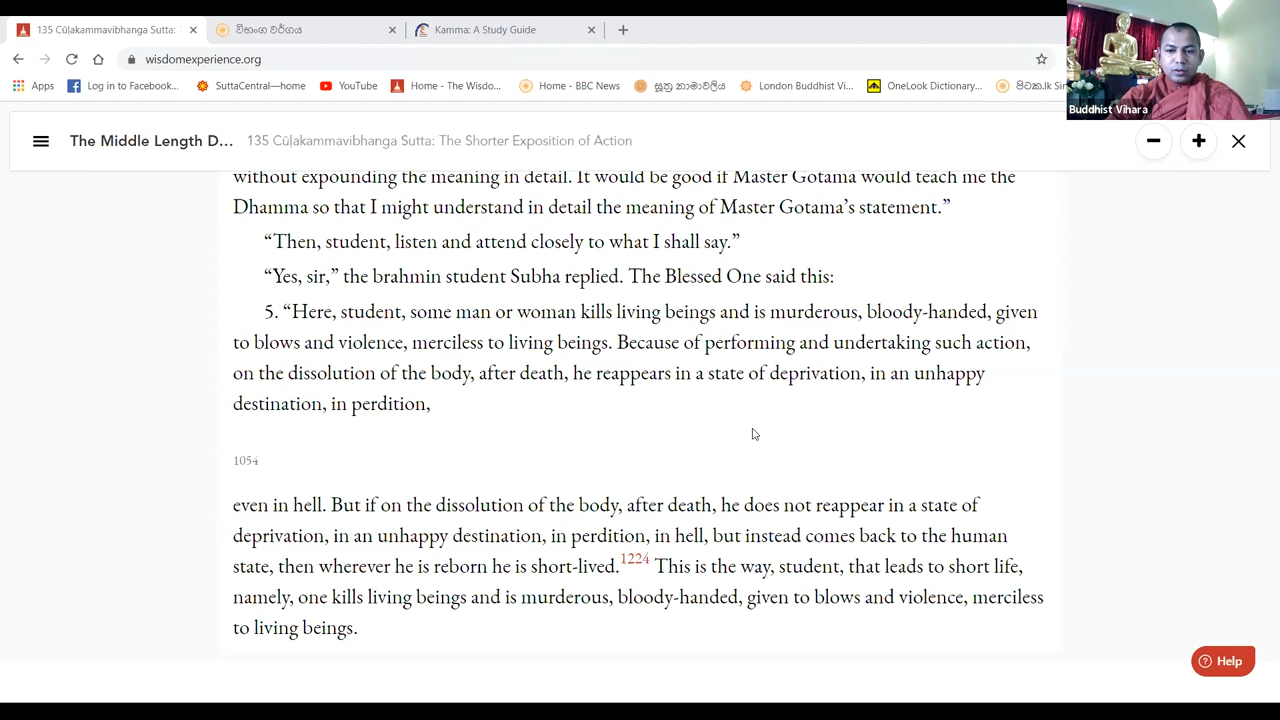 135 Cūḷakammavibhanga Sutta:
විභංග වර්ගය
Kamma: A Study Guide
wisdomexperience.org
Apps
Log in to Facebook...
SuttaCentral—home
YouTube
Home - The Wisdo...
Home - BBC News
සූත්‍ර නාමාවලිය
London Buddhist Vi...
OneLook Dictionary...
පිටක.lk Sin
Buddhist Vihara
The Middle Length D...
135 Cūḷakammavibhanga Sutta: The Shorter Exposition of Action
without expounding the meaning in detail. It would be good if Master Gotama would teach me the
Dhamma so that I might understand in detail the meaning of Master Gotama’s statement.”
“Then, student, listen and attend closely to what I shall say.”
“Yes, sir,” the brahmin student Subha replied. The Blessed One said this:
5. “Here, student, some man or woman kills living beings and is murderous, bloody-handed, given
to blows and violence, merciless to living beings. Because of performing and undertaking such action,
on the dissolution of the body, after death, he reappears in a state of deprivation, in an unhappy
destination, in perdition,
1054
even in hell. But if on the dissolution of the body, after death, he does not reappear in a state of
deprivation, in an unhappy destination, in perdition, in hell, but instead comes back to the human
state, then wherever he is reborn he is short-lived.1224 This is the way, student, that leads to short life,
namely, one kills living beings and is murderous, bloody-handed, given to blows and violence, merciless
to living beings.
Help